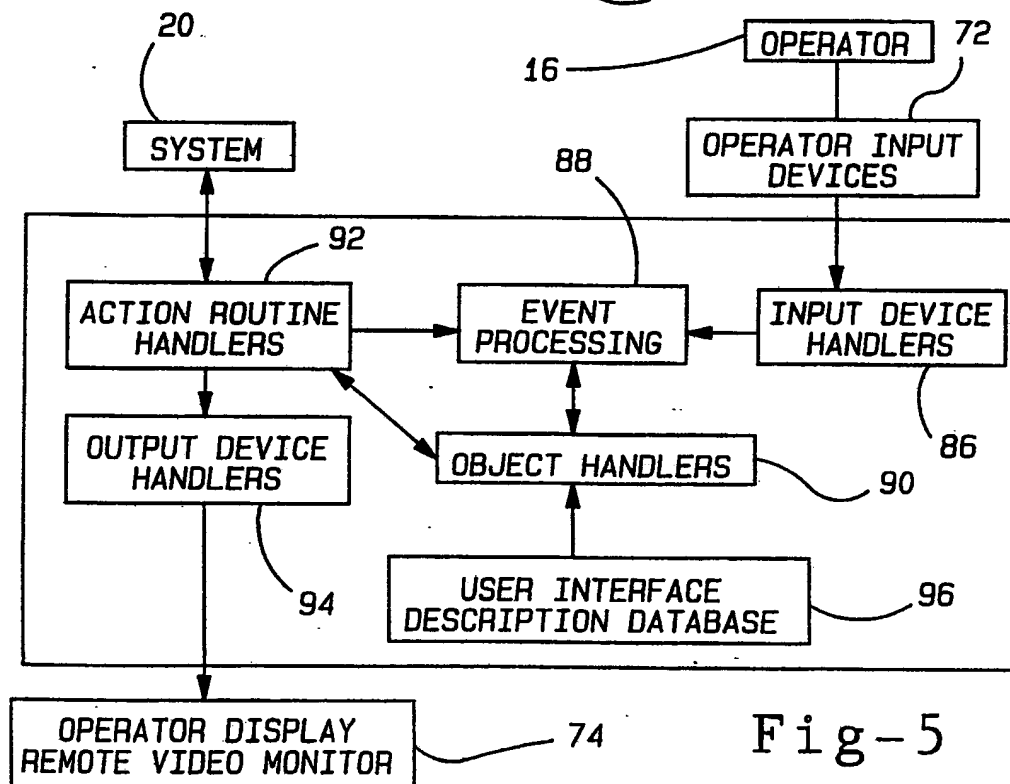 20
16
OPERATOR
72
SYSTEM
OPERATOR INPUT
DEVICES
88
92
ACTION ROUTINE
HANDLERS
EVENT
PROCESSING
INPUT DEVICE
HANDLERS
86
OUTPUT DEVICE
HANDLERS
OBJECT HANDLERS
90
94
USER INTERFACE
DESCRIPTION DATABASE
96
OPERATOR DISPLAY
REMOTE VIDEO MONITOR
74
Fig-5